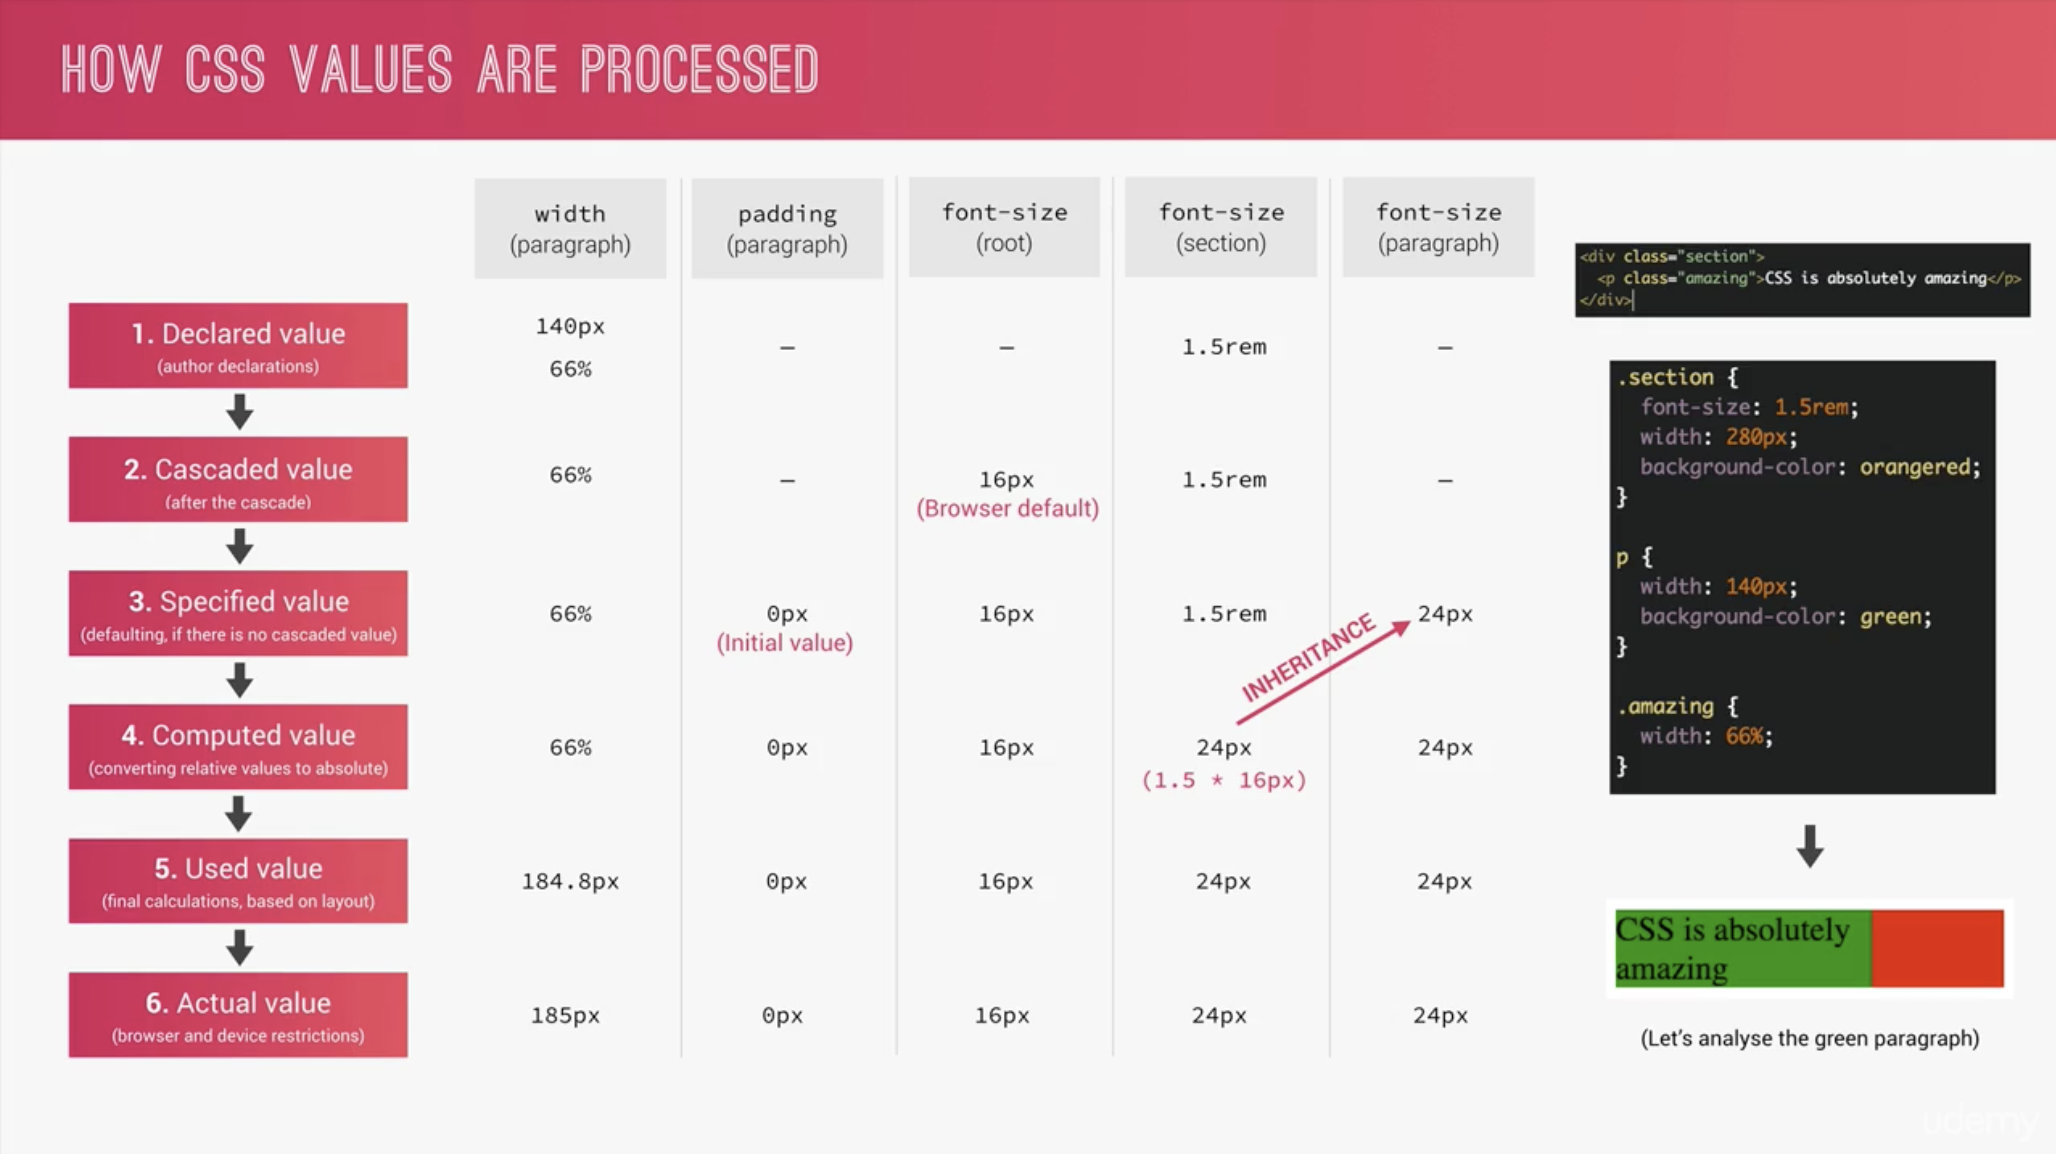 HOW CSS VALUES ARE PROCESSED
width
(paragraph)
padding
(paragraph)
font-size
(root)
font-size
(section)
font-size
(paragraph)
1. Declared value
(author declarations)
140px
66%
–
–
1.5rem
–
2. Cascaded value
(after the cascade)
66%
–
16px
(Browser default)
1.5rem
–
3. Specified value
(defaulting, if there is no cascaded value)
66%
0px
(Initial value)
16px
1.5rem
INHERITANCE
24px
4. Computed value
(converting relative values to absolute)
66%
0px
16px
24px
(1.5 * 16px)
24px
5. Used value
(final calculations, based on layout)
184.8px
0px
16px
24px
24px
6. Actual value
(browser and device restrictions)
185px
0px
16px
24px
24px
<div class="section">
<p class="amazing">CSS is absolutely amazing</p>
</div>
.section {
font-size: 1.5rem;
width: 280px;
background-color: orangered;
}
p {
width: 140px;
background-color: green;
}
.amazing {
width: 66%;
}
CSS is absolutely
amazing
(Let's analyse the green paragraph)
udemy